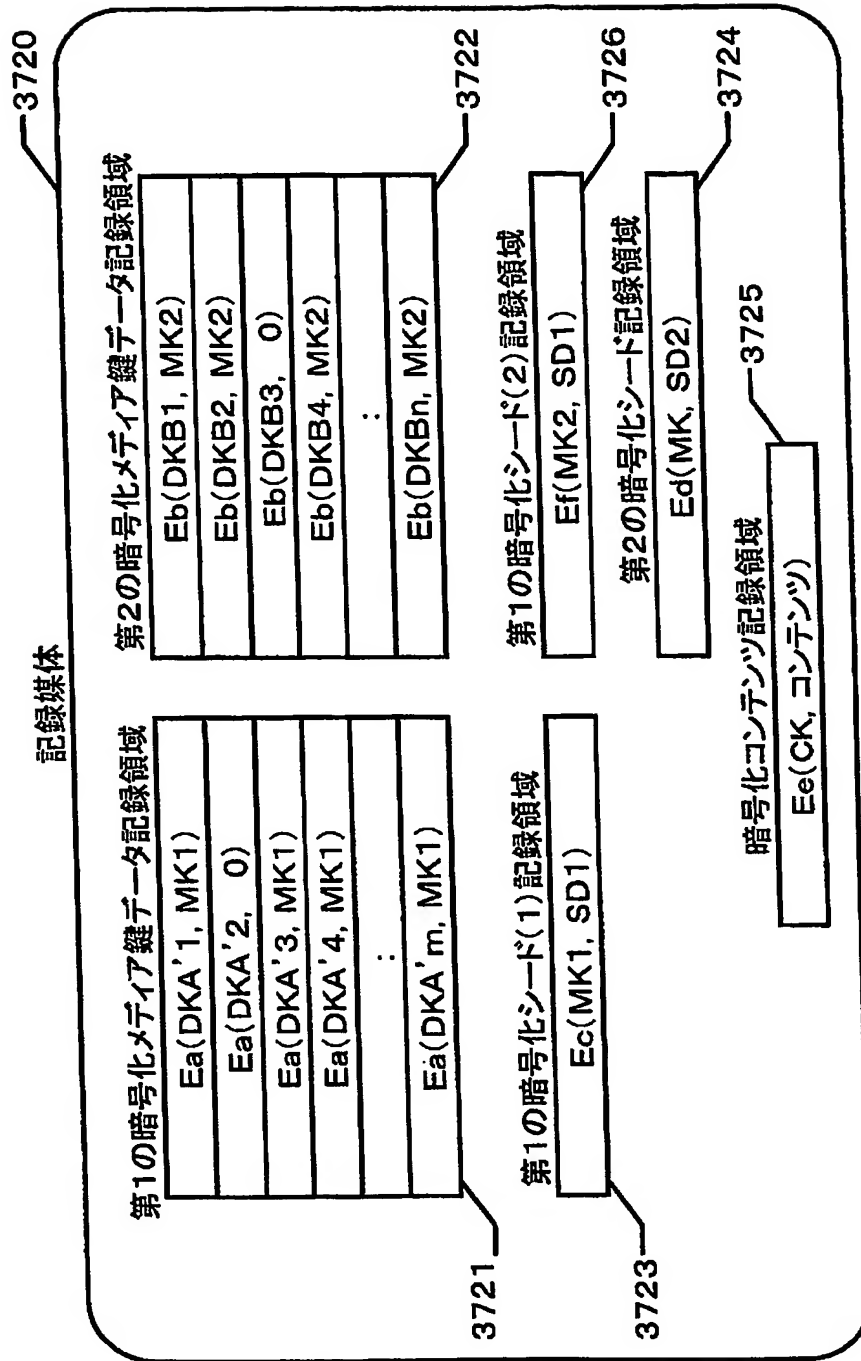 記録媒体
3720
第1の暗号化メディア鍵データ記録領域
Ea(DKA'1, MK1)
Ea(DKA'2, 0)
Ea(DKA'3, MK1)
Ea(DKA'4, MK1)
:
Ea(DKA'm, MK1)
3721
第2の暗号化メディア鍵データ記録領域
Eb(DKB1, MK2)
Eb(DKB2, MK2)
Eb(DKB3, 0)
Eb(DKB4, MK2)
:
Eb(DKBn, MK2)
3722
第1の暗号化シード(1)記録領域
Ec(MK1, SD1)
3723
第1の暗号化シード(2)記録領域
Ef(MK2, SD1)
3726
第2の暗号化シード記録領域
Ed(MK, SD2)
3724
暗号化コンテンツ記録領域
Ee(CK, コンテンツ)
3725